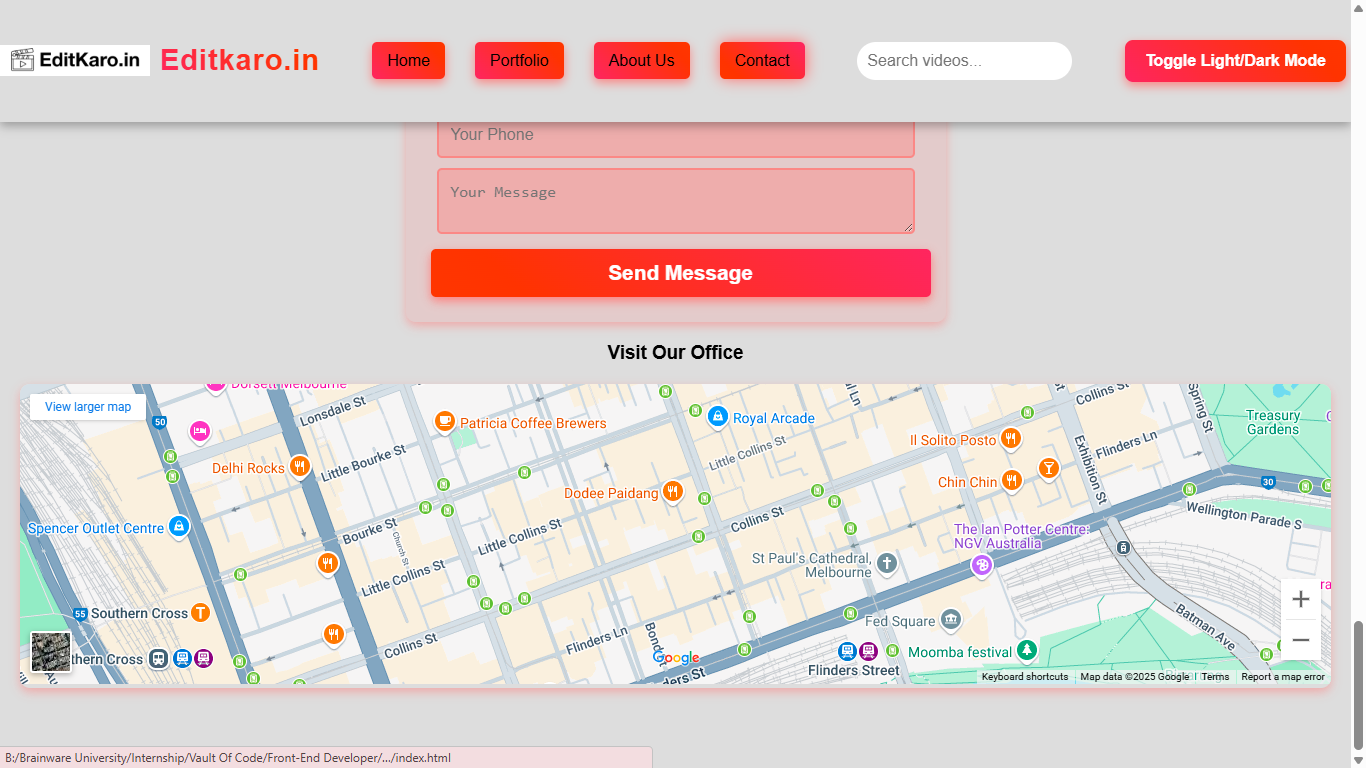 EditKaro.in
Editkaro.in
Home
Portfolio
About Us
Contact
Search videos...
Toggle Light/Dark Mode
Your Phone
Your Message
Send Message
Visit Our Office
View larger map
Dorsett Melbourne
50
Lonsdale St
Patricia Coffee Brewers
Royal Arcade
Collins St
Spring St
Treasury
Gardens
Delhi Rocks
Little Bourke St
Little Collins St
Il Solito Posto
Exhibition St
Flinders Ln
Chin Chin
30
Dodee Paidang
Spencer Outlet Centre
Bourke St
Church St
Little Collins St
Collins St
The Ian Potter Centre:
NGV Australia
Wellington Parade S
St Paul's Cathedral,
Melbourne
Little Collins St
55
Southern Cross
Fed Square
Batman Ave
Collins St
Flinders Ln
Google
Moomba festival
Flinders Street
Keyboard shortcuts
Map data ©2025 Google
Terms
Report a map error
B:/Brainware University/Internship/Vault Of Code/Front-End Developer/.../index.html